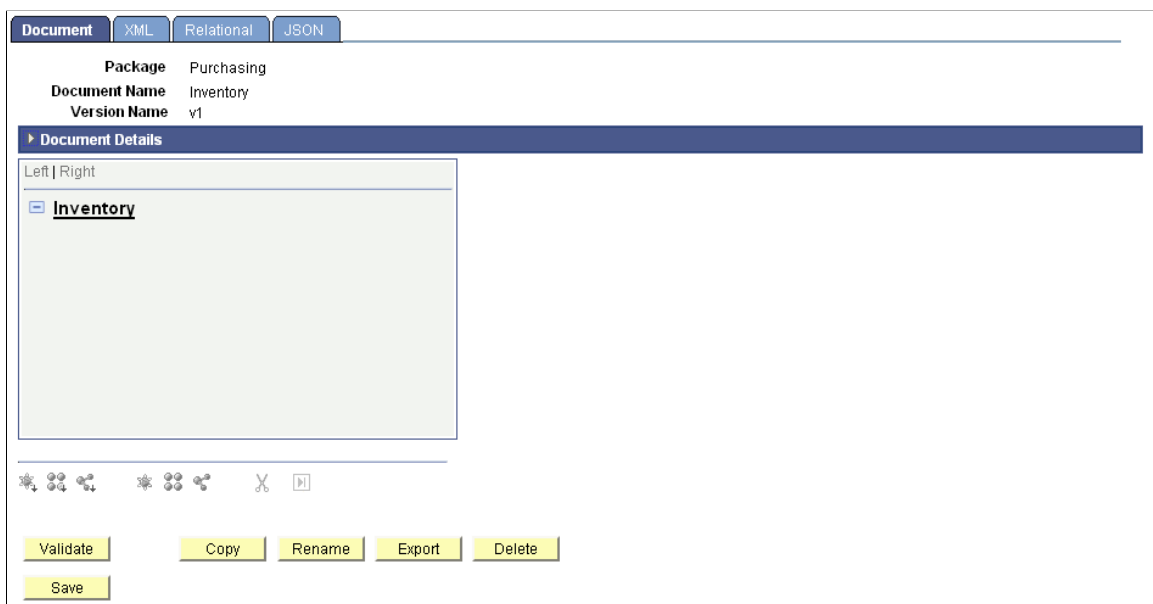 Document XML Relational JSON
Package Purchasing
Document Name Inventory
Version Name v1
Document Details
Left | Right
Inventory
Validate Copy Rename Export Delete
Save